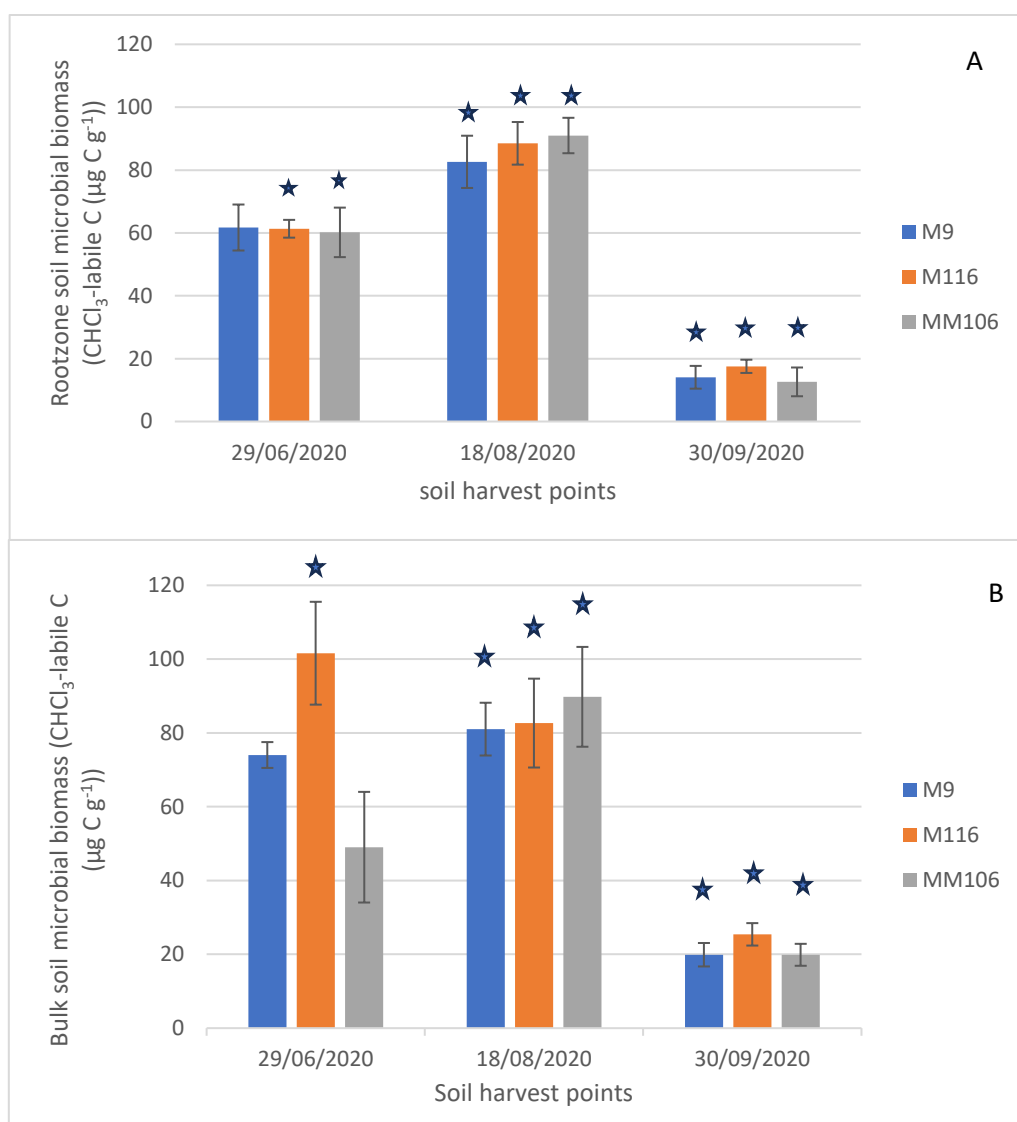 A
Rootzone soil microbial biomass
(CHCl₃-labile C (µg C g⁻¹))
120
100
80
60
40
20
0
29/06/2020
18/08/2020
30/09/2020
soil harvest points
M9
M116
MM106
B
Bulk soil microbial biomass (CHCl₃-labile C
(µg C g⁻¹))
120
100
80
60
40
20
0
29/06/2020
18/08/2020
30/09/2020
Soil harvest points
M9
M116
MM106